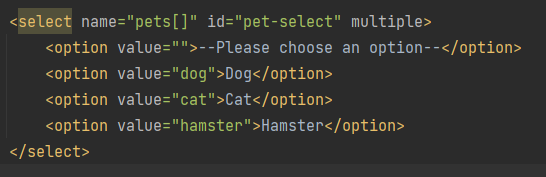 <select name="pets[]" id="pet-select" multiple>
    <option value="">--Please choose an option--</option>
    <option value="dog">Dog</option>
    <option value="cat">Cat</option>
    <option value="hamster">Hamster</option>
</select>